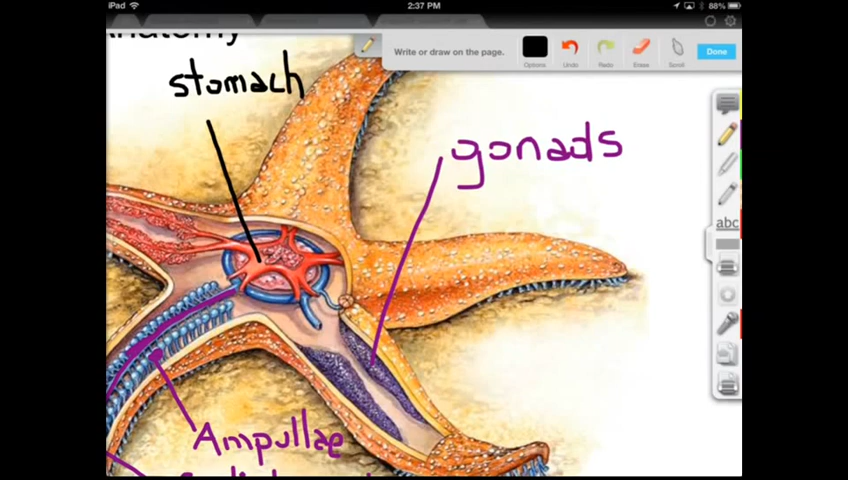 iPad
2:37 PM
88%
Anatomy
Write or draw on the page.
Options
Undo
Redo
Erase
Scroll
Done
stomach
gonads
abc
Ampullae